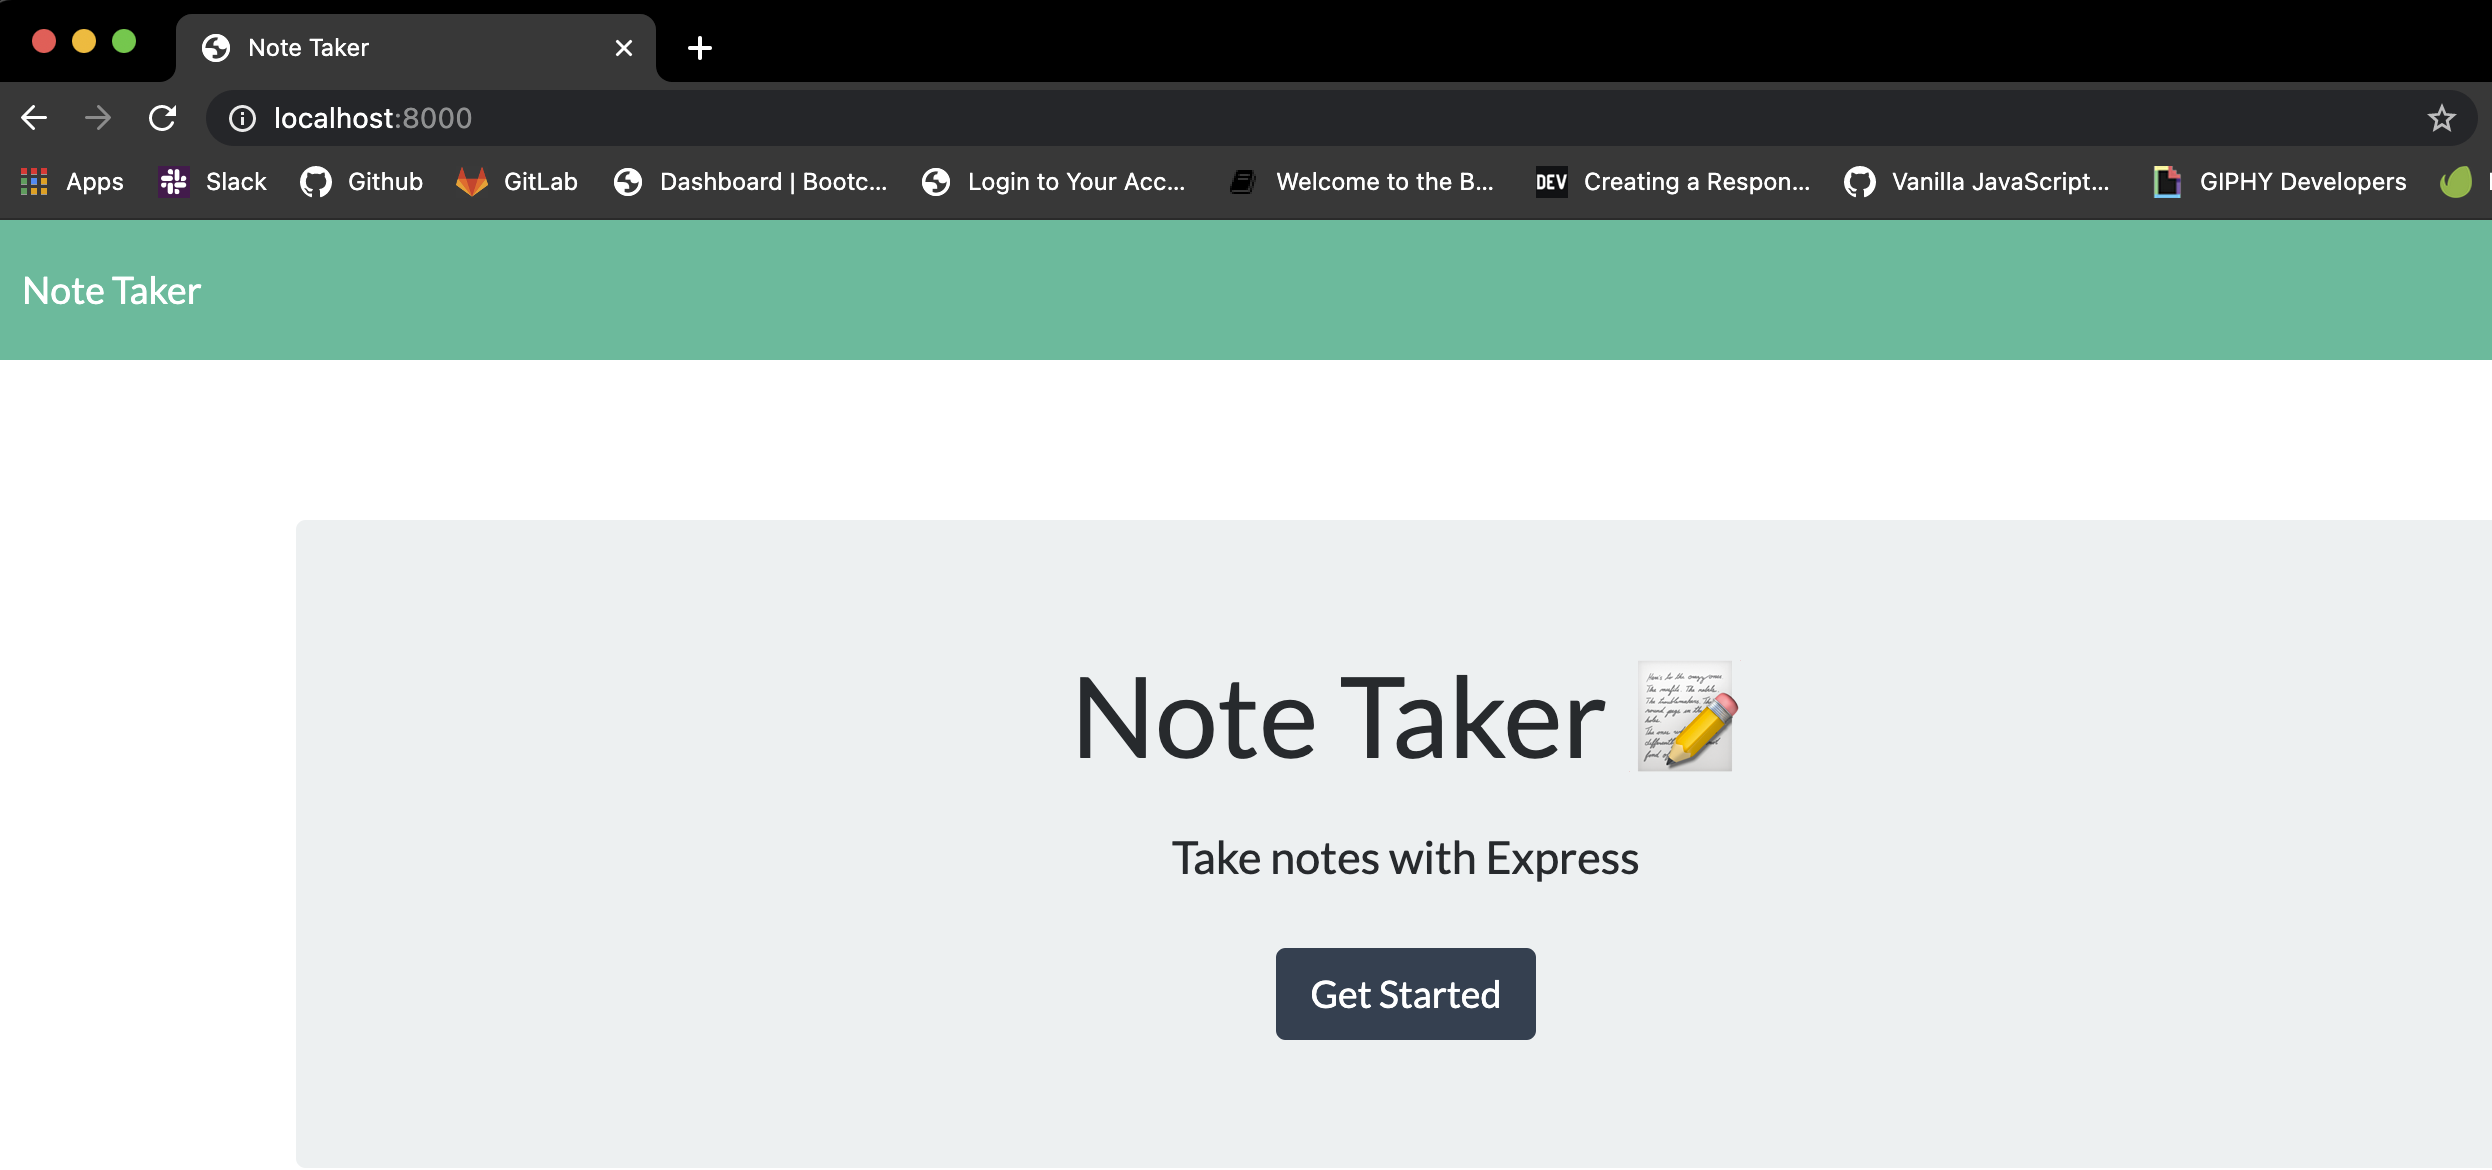 Note Taker
localhost:8000
Apps Slack Github GitLab Dashboard | Bootc... Login to Your Acc... Welcome to the B... DEV Creating a Respon... Vanilla JavaScript... GIPHY Developers
Note Taker
Note Taker
Take notes with Express
Get Started